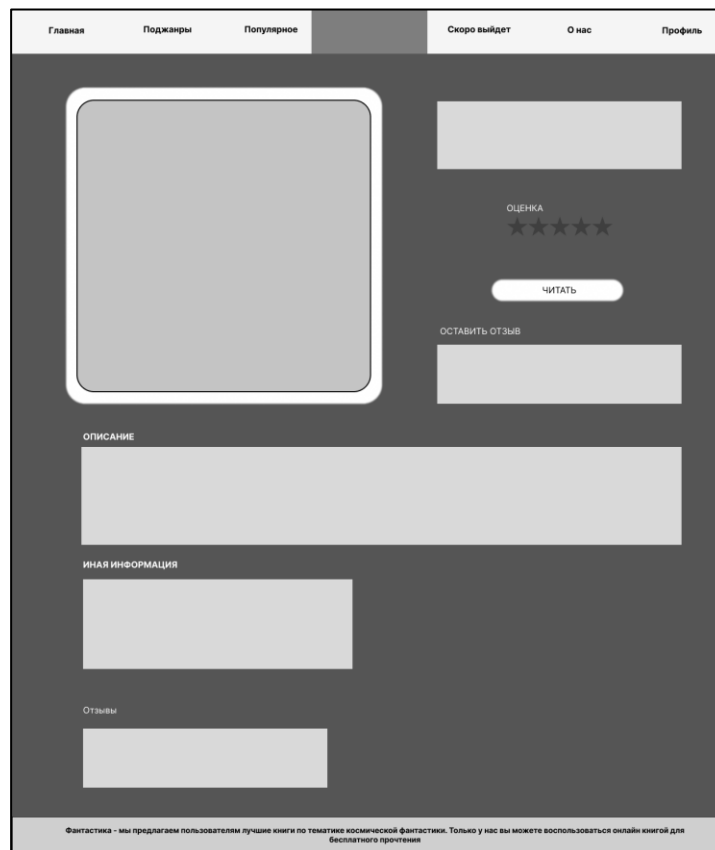 Главная Поджанры Популярное Скоро выйдет О нас Профиль
ОЦЕНКА
ЧИТАТЬ
ОСТАВИТЬ ОТЗЫВ
ОПИСАНИЕ
ИНАЯ ИНФОРМАЦИЯ
Отзывы
Фантастика - мы предлагаем пользователям лучшие книги по тематике космической фантастики. Только у нас вы можете воспользоваться онлайн книгой для
бесплатного прочтения